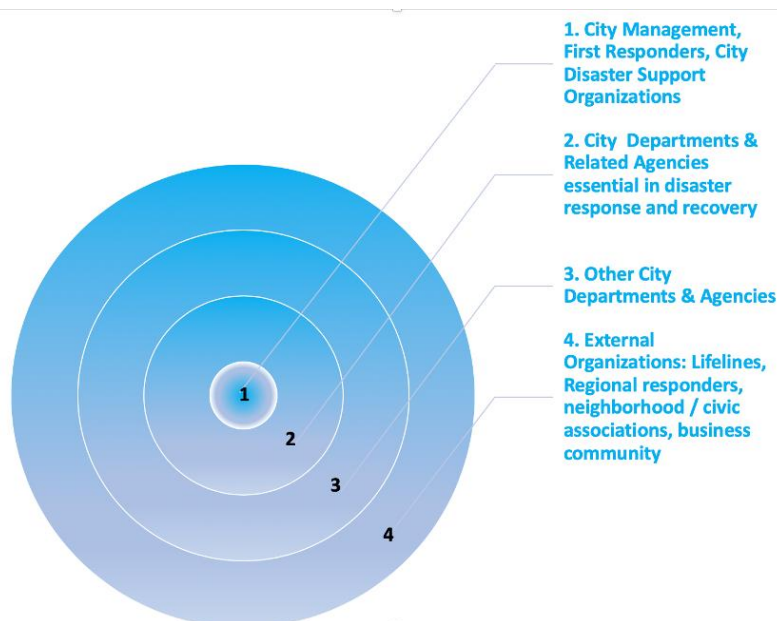 1. City Management,
First Responders, City
Disaster Support
Organizations
2. City Departments &
Related Agencies
essential in disaster
response and recovery
3. Other City
Departments & Agencies
4. External
Organizations: Lifelines,
Regional responders,
neighborhood / civic
associations, business
community
1
2
3
4